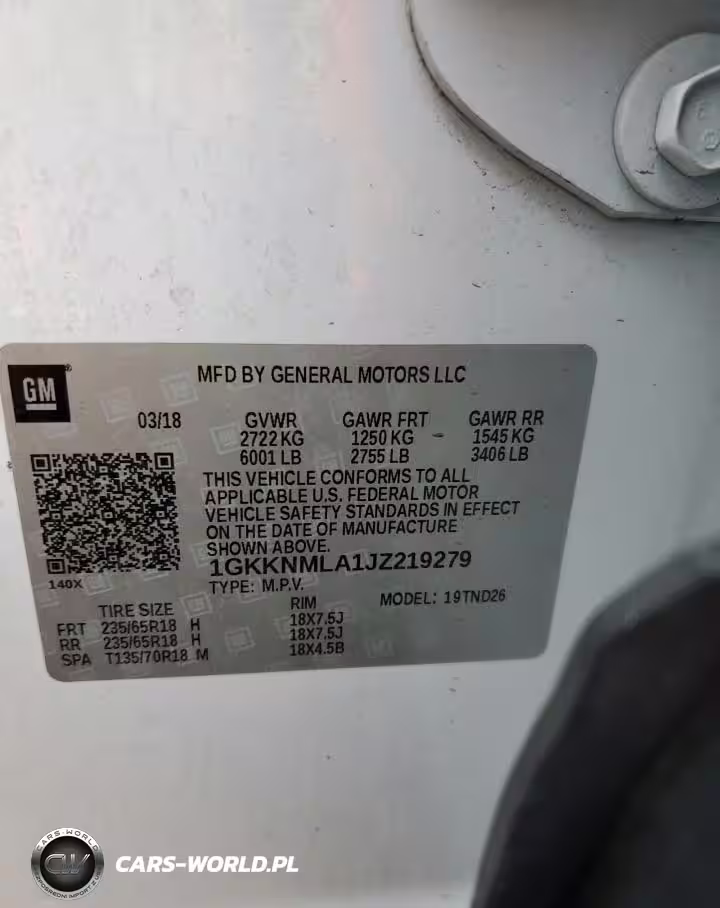 GM
MFD BY GENERAL MOTORS LLC
03/18 GVWR GAWR FRT GAWR RR
2722 KG 1250 KG 1545 KG
6001 LB 2755 LB 3406 LB
THIS VEHICLE CONFORMS TO ALL
APPLICABLE U.S. FEDERAL MOTOR
VEHICLE SAFETY STANDARDS IN EFFECT
ON THE DATE OF MANUFACTURE
SHOWN ABOVE.
1GKKNMLA1JZ219279
140X
TYPE: M.P.V. MODEL: 19TND26
TIRE SIZE RIM
FRT 235/65R18 H 18X7.5J
RR 235/65R18 H 18X7.5J
SPA T135/70R18 M 18X4.5B
CARS-WORLD
CW
CARS-WORLD.PL